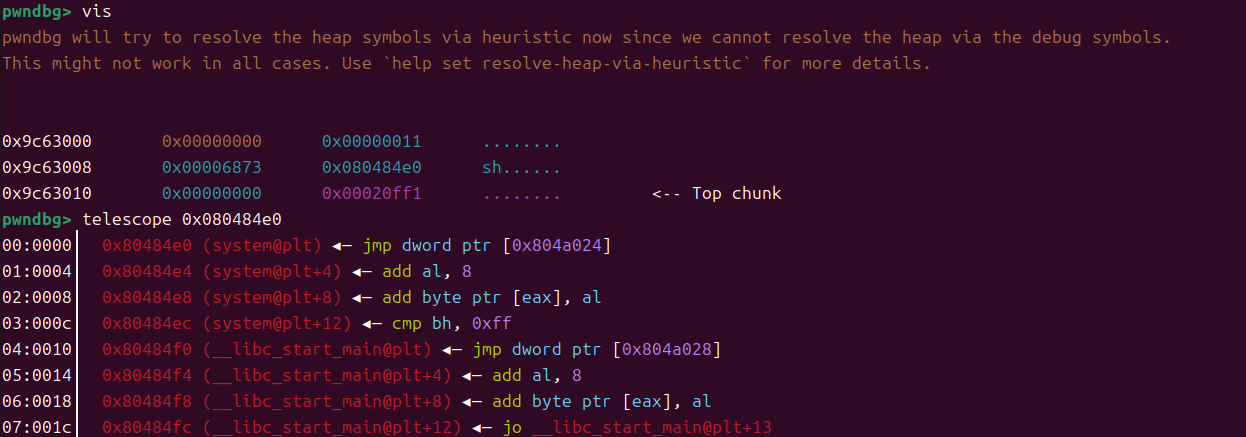 pwndbg> vis
pwndbg will try to resolve the heap symbols via heuristic now since we cannot resolve the heap via the debug symbols.
This might not work in all cases. Use `help set resolve-heap-via-heuristic` for more details.
0x9c63000 0x00000000 0x00000011 ........
0x9c63008 0x00006873 0x080484e0 sh......
0x9c63010 0x00000000 0x00020ff1 ........ <-- Top chunk
pwndbg> telescope 0x080484e0
00:0000│ 0x80484e0 (system@plt) ◂— jmp dword ptr [0x804a024]
01:0004│ 0x80484e4 (system@plt+4) ◂— add al, 8
02:0008│ 0x80484e8 (system@plt+8) ◂— add byte ptr [eax], al
03:000c│ 0x80484ec (system@plt+12) ◂— cmp bh, 0xff
04:0010│ 0x80484f0 (__libc_start_main@plt) ◂— jmp dword ptr [0x804a028]
05:0014│ 0x80484f4 (__libc_start_main@plt+4) ◂— add al, 8
06:0018│ 0x80484f8 (__libc_start_main@plt+8) ◂— add byte ptr [eax], al
07:001c│ 0x80484fc (__libc_start_main@plt+12) ◂— jo __libc_start_main@plt+13